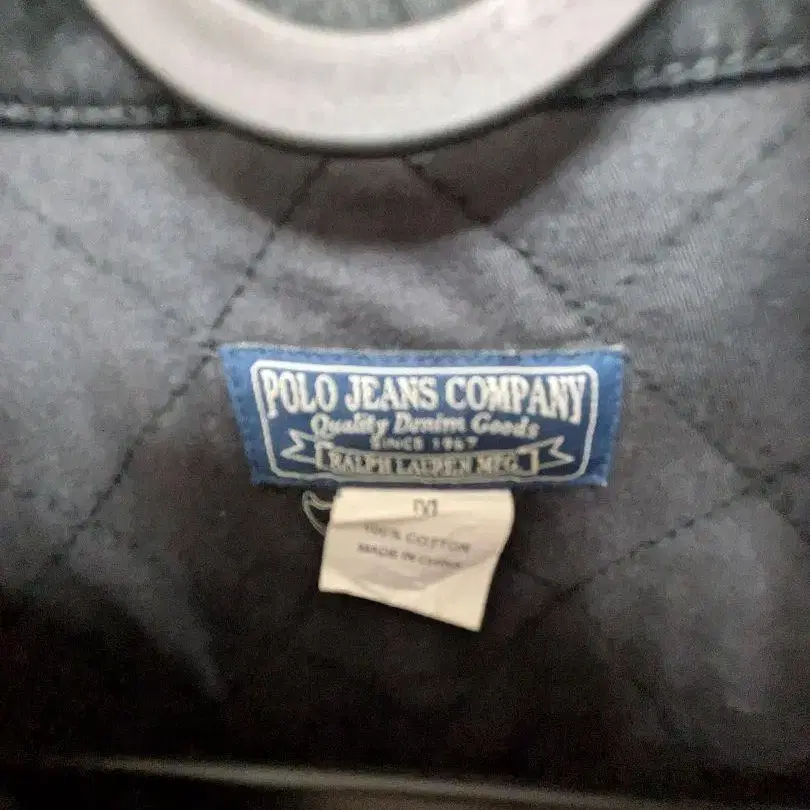 POLO JEANS COMPANY
Quality Denim Goods
SINCE 1967
RALPH LAUREN MFG.
M
100% COTTON
MADE IN CHINA